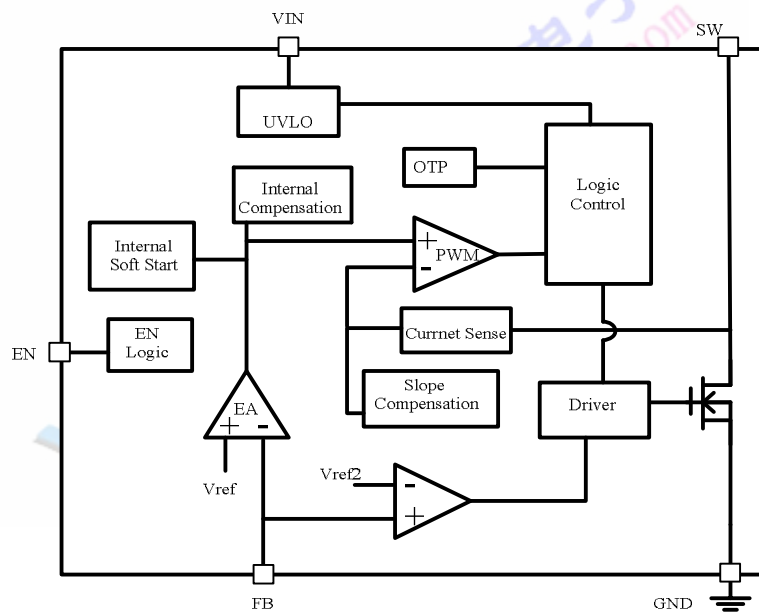 VIN
SW
UVLO
OTP
Logic
Control
Internal
Compensation
Internal
Soft Start
+
PWM
-
EN
EN
Logic
Currnet Sense
Slope
Compensation
EA
+ -
Driver
Vref
Vref2
-
+
FB
GND